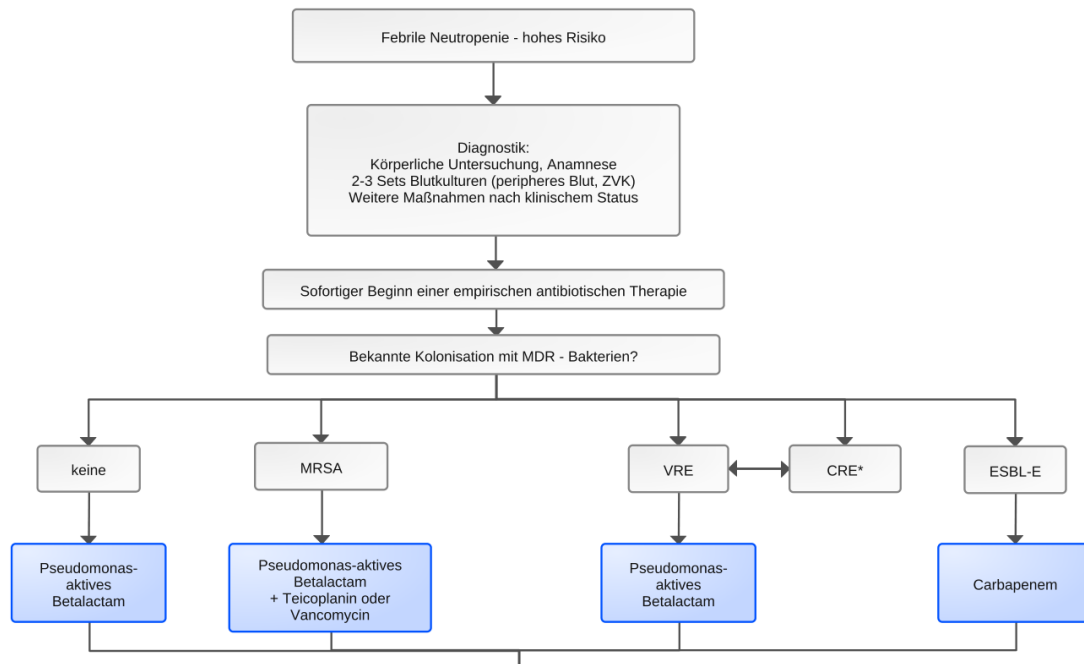 Febrile Neutropenie - hohes Risiko
Diagnostik:
Körperliche Untersuchung, Anamnese
2-3 Sets Blutkulturen (peripheres Blut, ZVK)
Weitere Maßnahmen nach klinischem Status
Sofortiger Beginn einer empirischen antibiotischen Therapie
Bekannte Kolonisation mit MDR - Bakterien?
keine
MRSA
VRE
CRE*
ESBL-E
Pseudomonas-
aktives
Betalactam
Pseudomonas-aktives
Betalactam
+ Teicoplanin oder
Vancomycin
Pseudomonas-
aktives
Betalactam
Carbapenem